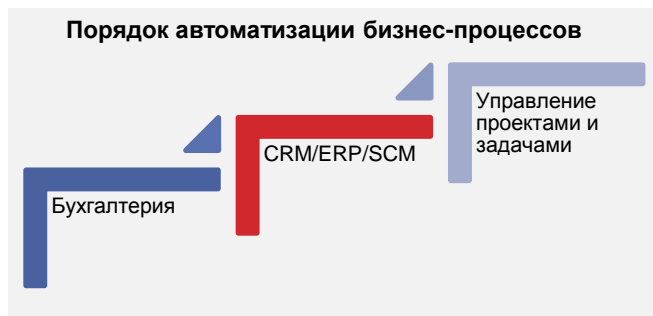 Порядок автоматизации бизнес-процессов
Бухгалтерия
CRM/ERP/SCM
Управление
проектами и
задачами